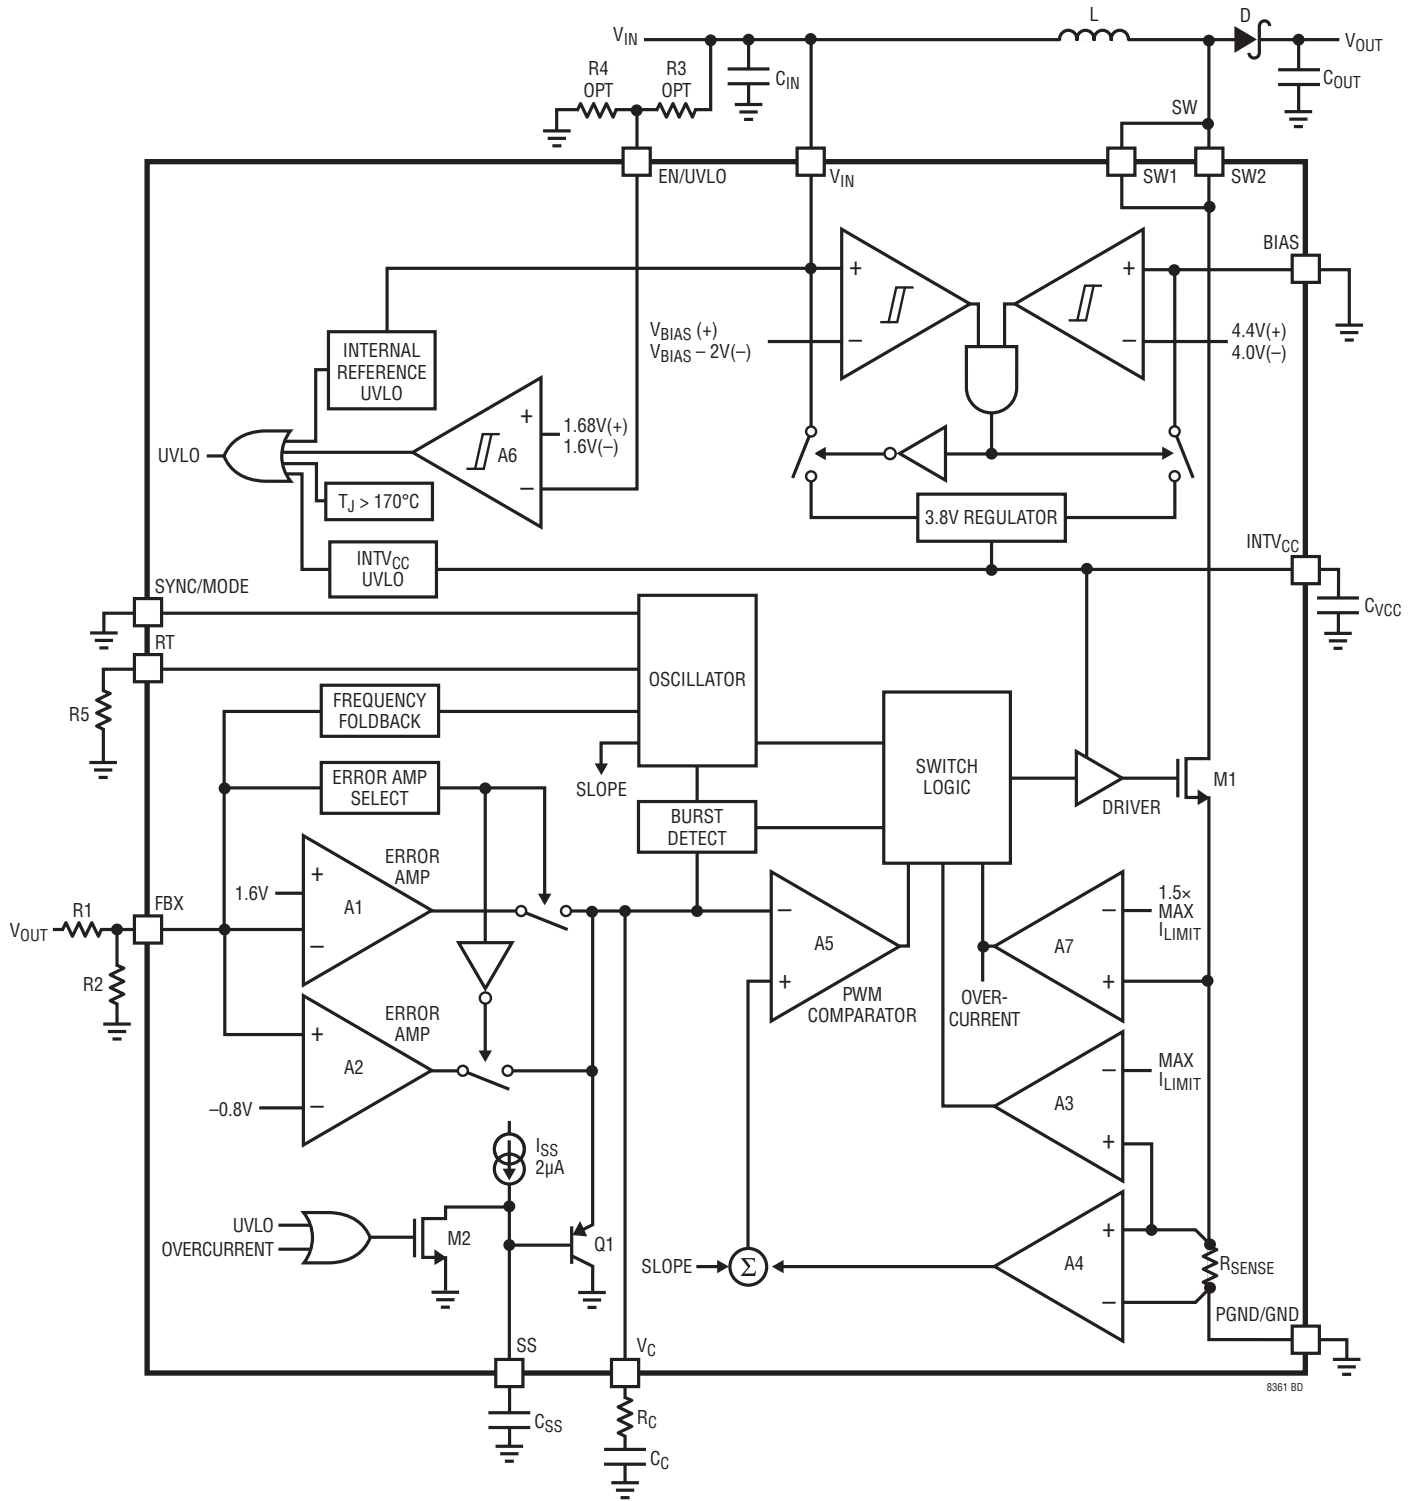 L
D
VIN
VOUT
R4
OPT
R3
OPT
CIN
COUT
SW
EN/UVLO
VIN
SW1
SW2
BIAS
+
+
VBIAS (+)
VBIAS – 2V(–)
–
–
4.4V(+)
4.0V(–)
INTERNAL
REFERENCE
UVLO
+
1.68V(+)
1.6V(–)
UVLO
A6
–
TJ > 170°C
3.8V REGULATOR
INTVCC
UVLO
INTVCC
SYNC/MODE
CVCC
RT
OSCILLATOR
R5
FREQUENCY
FOLDBACK
SWITCH
LOGIC
M1
ERROR AMP
SELECT
SLOPE
DRIVER
BURST
DETECT
ERROR
AMP
+
1.6V
A1
–
FBX
R1
VOUT
R2
–
A5
+
PWM
COMPARATOR
–
1.5×
MAX
ILIMIT
A7
+
OVER-
CURRENT
ERROR
AMP
+
A2
–0.8V
–
–
MAX
ILIMIT
A3
+
ISS
2µA
UVLO
OVERCURRENT
M2
Q1
SLOPE
Σ
+
A4
–
RSENSE
PGND/GND
SS
VC
8361 BD
CSS
RC
CC